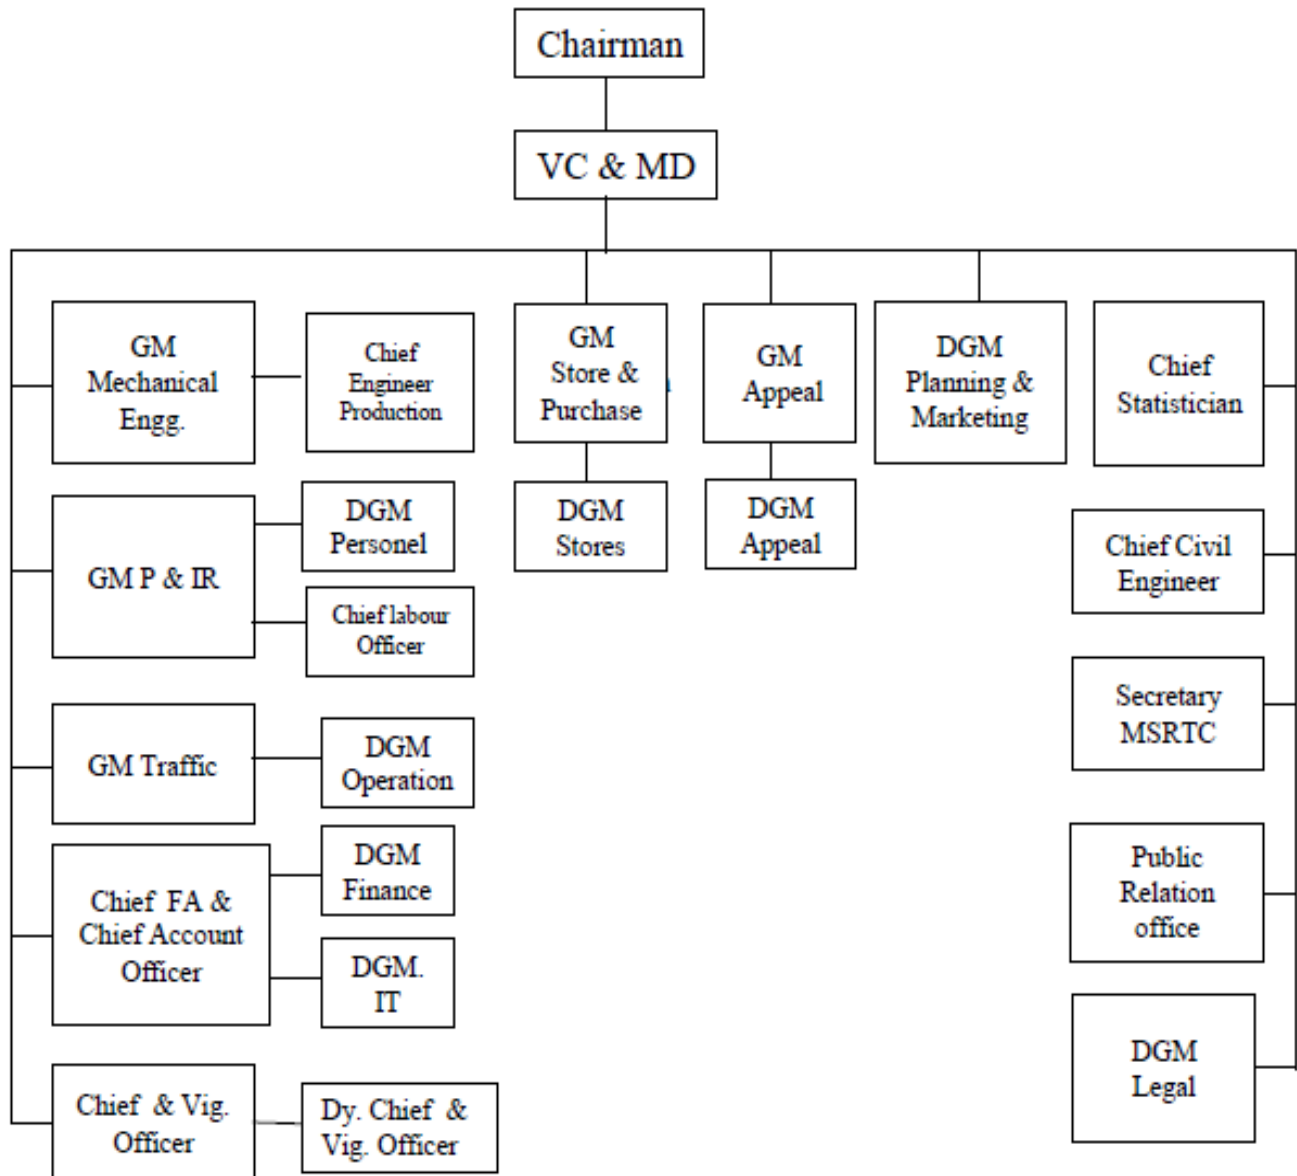 Chairman
VC & MD
GM
Mechanical
Engg.
Chief
Engineer
Production
GM
Store &
Purchase
GM
Appeal
DGM
Planning &
Marketing
Chief
Statistician
GM P & IR
DGM
Personel
Chief labour
Officer
DGM
Stores
DGM
Appeal
Chief Civil
Engineer
GM Traffic
DGM
Operation
Secretary
MSRTC
Chief FA &
Chief Account
Officer
DGM
Finance
DGM.
IT
Public
Relation
office
Chief & Vig.
Officer
Dy. Chief &
Vig. Officer
DGM
Legal